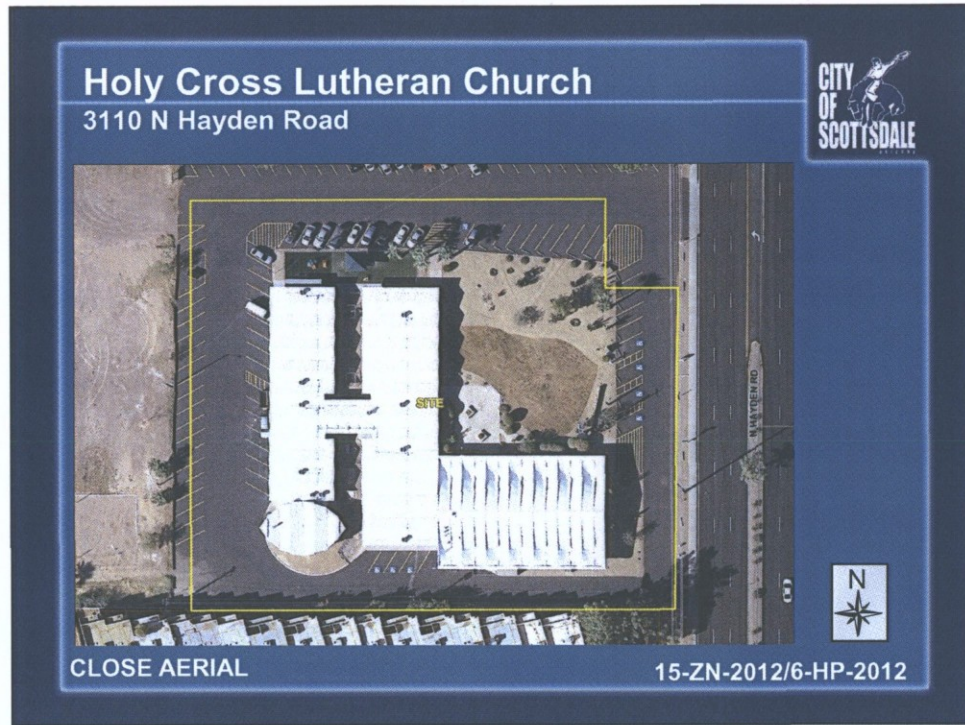 Holy Cross Lutheran Church
3110 N Hayden Road
CITY
OF
SCOTTSDALE
ARIZONA
SITE
N HAYDEN RD
N
CLOSE AERIAL
15-ZN-2012/6-HP-2012